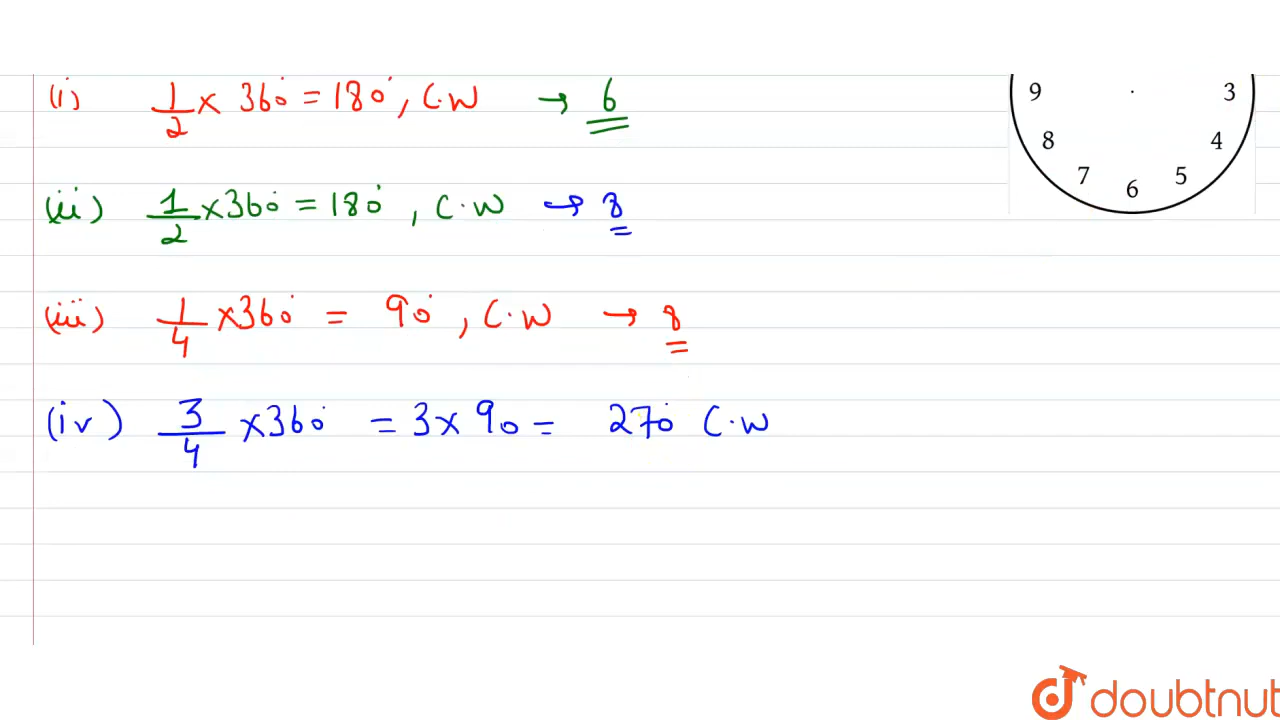 (i) 1/2 × 360° = 180°, C.W → 6
(ii) 1/2 × 360° = 180°, C.W → 8
(iii) 1/4 × 360° = 90°, C.W → 8
(iv) 3/4 × 360° = 3 × 90 = 270° C.W
9 3
8 4
7 5
6
doubtnut